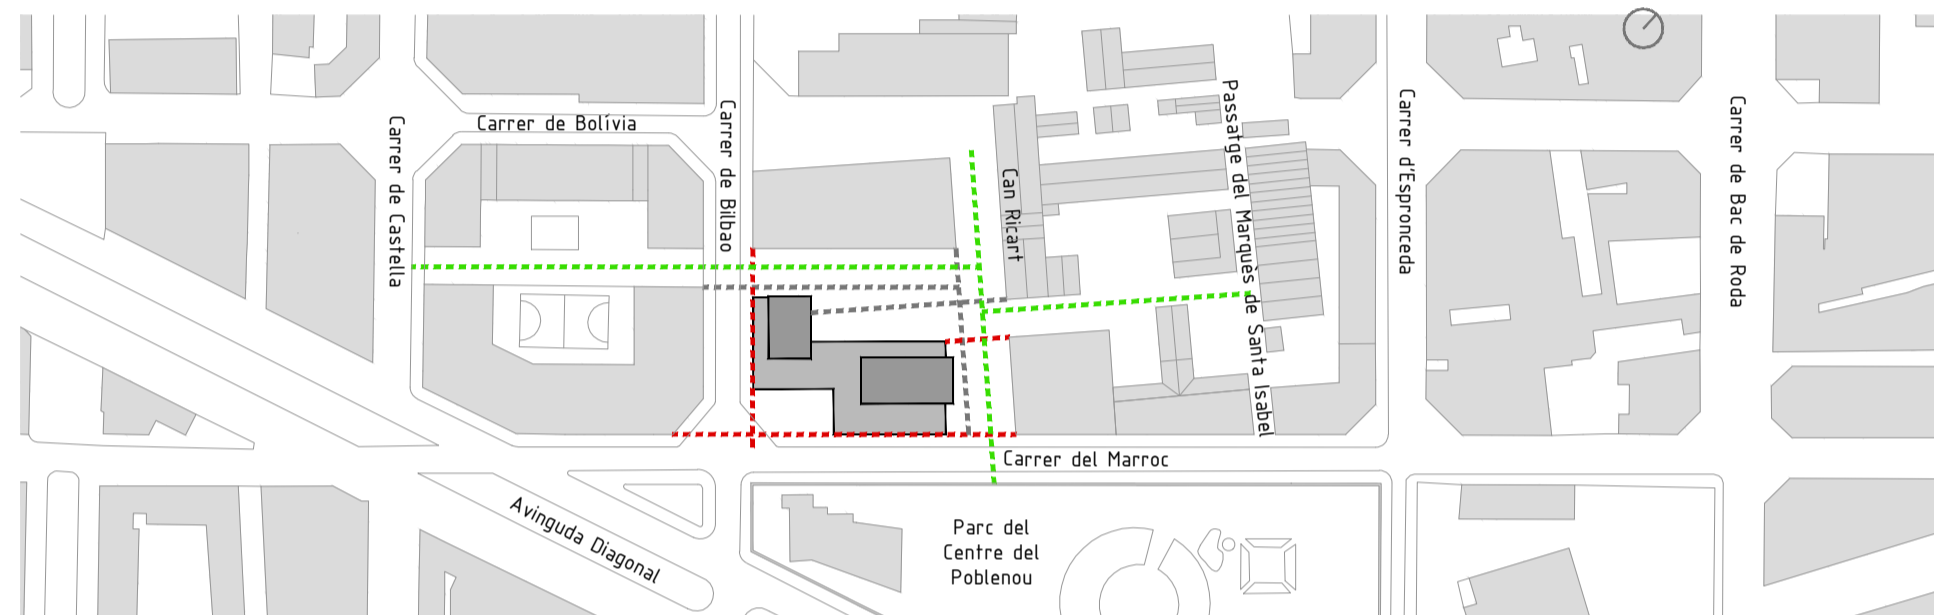 Carrer de Bolívia
Carrer de Castella
Carrer de Bilbao
Can Ricart
Passatge del Marquès de Santa Isabel
Carrer d'Espronceda
Carrer de Bac de Roda
Carrer del Marroc
Avinguda Diagonal
Parc del
Centre del
Poblenou